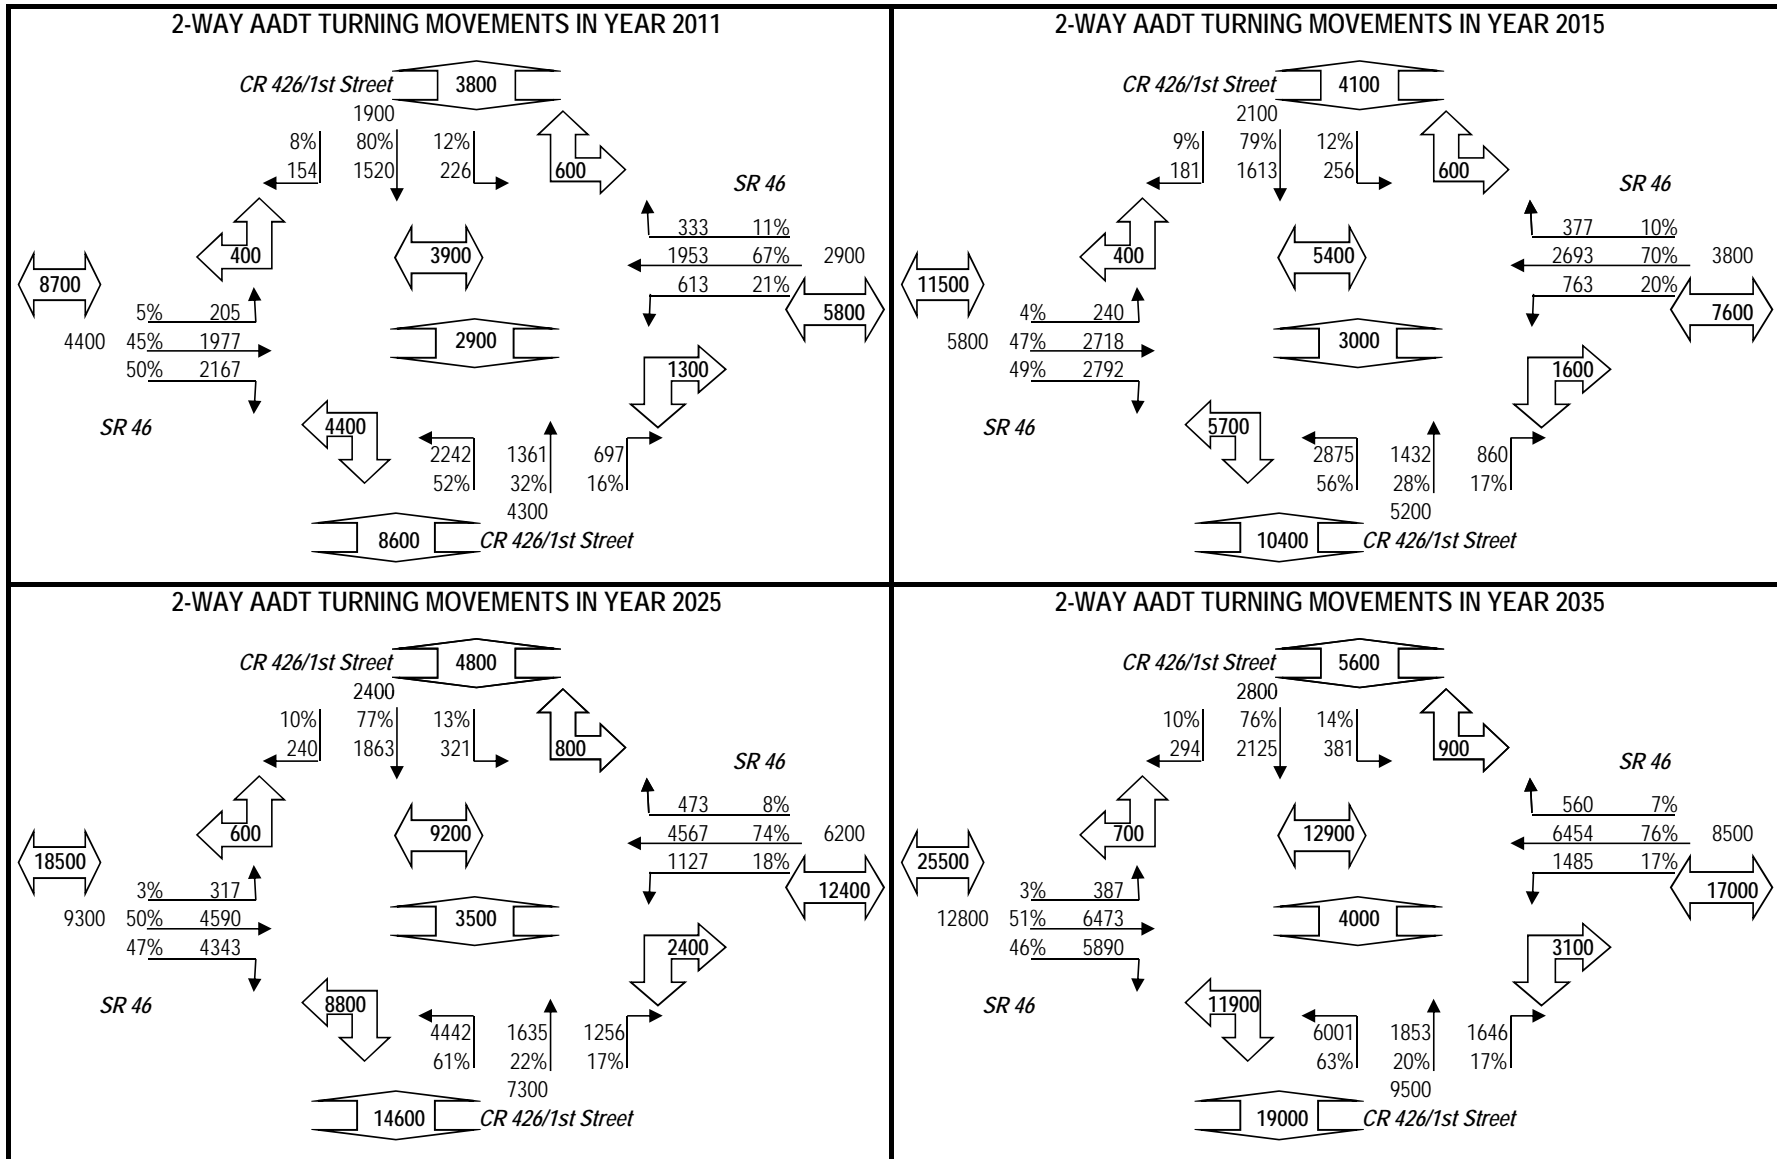 2-WAY AADT TURNING MOVEMENTS IN YEAR 2011
CR 426/1st Street 3800
1900
8% 80% 12%
154 1520 226
600
SR 46
333 11%
400 3900 1953 67% 2900
8700 613 21%
5% 205 5800
4400 45% 1977 2900
50% 2167 1300
SR 46 4400
2242 1361 697
52% 32% 16%
4300
8600 CR 426/1st Street
2-WAY AADT TURNING MOVEMENTS IN YEAR 2015
CR 426/1st Street 4100
2100
9% 79% 12%
181 1613 256
600
SR 46
377 10%
400 5400 2693 70% 3800
11500 763 20%
4% 240 7600
5800 47% 2718 3000
49% 2792 1600
SR 46 5700
2875 1432 860
56% 28% 17%
5200
10400 CR 426/1st Street
2-WAY AADT TURNING MOVEMENTS IN YEAR 2025
CR 426/1st Street 4800
2400
10% 77% 13%
240 1863 321
800
SR 46
473 8%
600 9200 4567 74% 6200
18500 1127 18%
3% 317 12400
9300 50% 4590 3500
47% 4343 2400
SR 46 8800
4442 1635 1256
61% 22% 17%
7300
14600 CR 426/1st Street
2-WAY AADT TURNING MOVEMENTS IN YEAR 2035
CR 426/1st Street 5600
2800
10% 76% 14%
294 2125 381
900
SR 46
560 7%
700 12900 6454 76% 8500
25500 1485 17%
3% 387 17000
12800 51% 6473 4000
46% 5890 3100
SR 46 11900
6001 1853 1646
63% 20% 17%
9500
19000 CR 426/1st Street